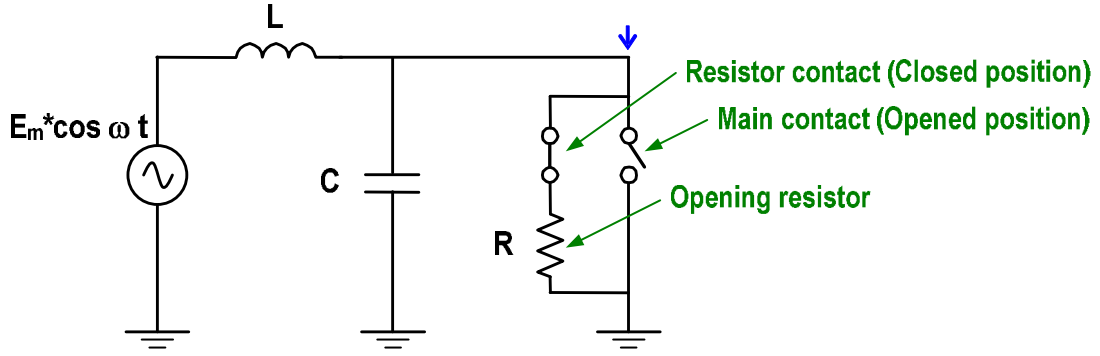 L
Resistor contact (Closed position)
Em*cos ω t
Main contact (Opened position)
C
Opening resistor
R